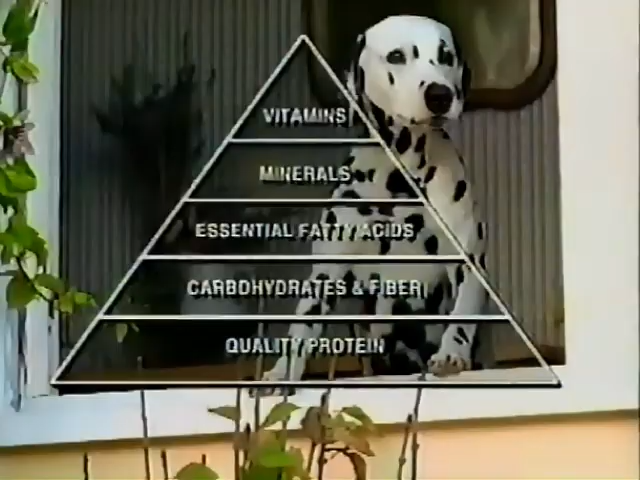 VITAMINS
MINERALS
ESSENTIAL FATTY ACIDS
CARBOHYDRATES & FIBER
QUALITY PROTEIN